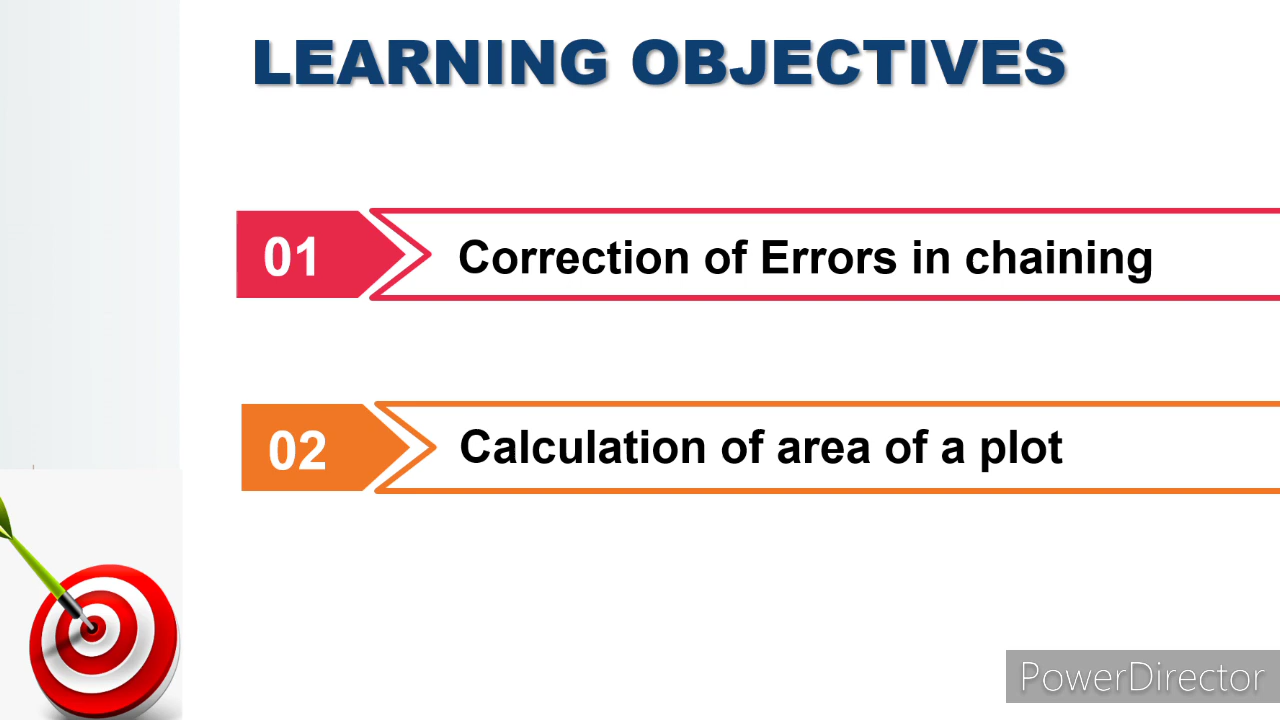 LEARNING OBJECTIVES
01
Correction of Errors in chaining
02
Calculation of area of a plot
PowerDirector